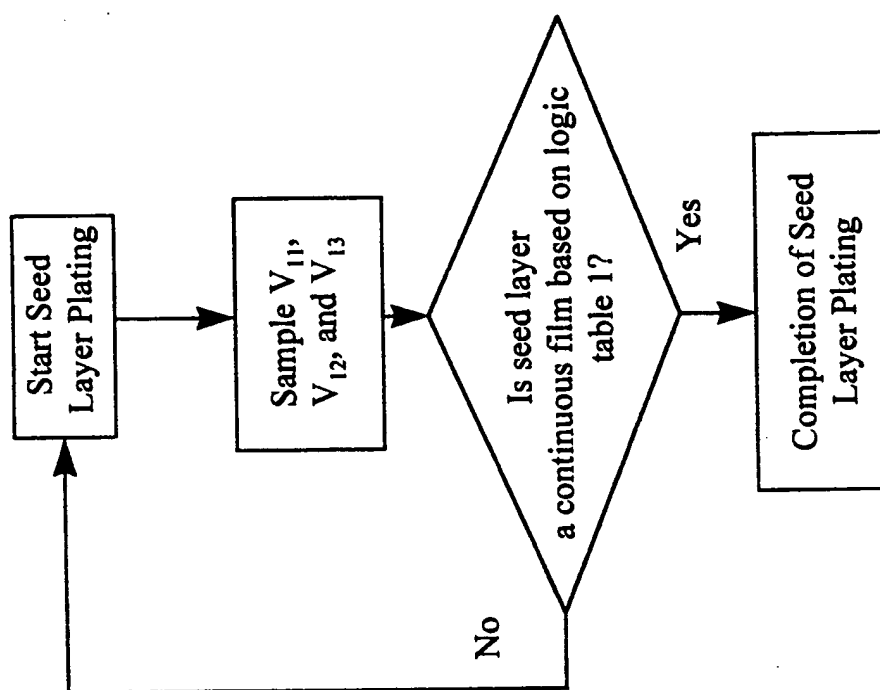 Start Seed
Layer Plating
Sample V₁₁,
V₁₂, and V₁₃
Is seed layer
a continuous film based on logic
table 1?
No
Yes
Completion of Seed
Layer Plating